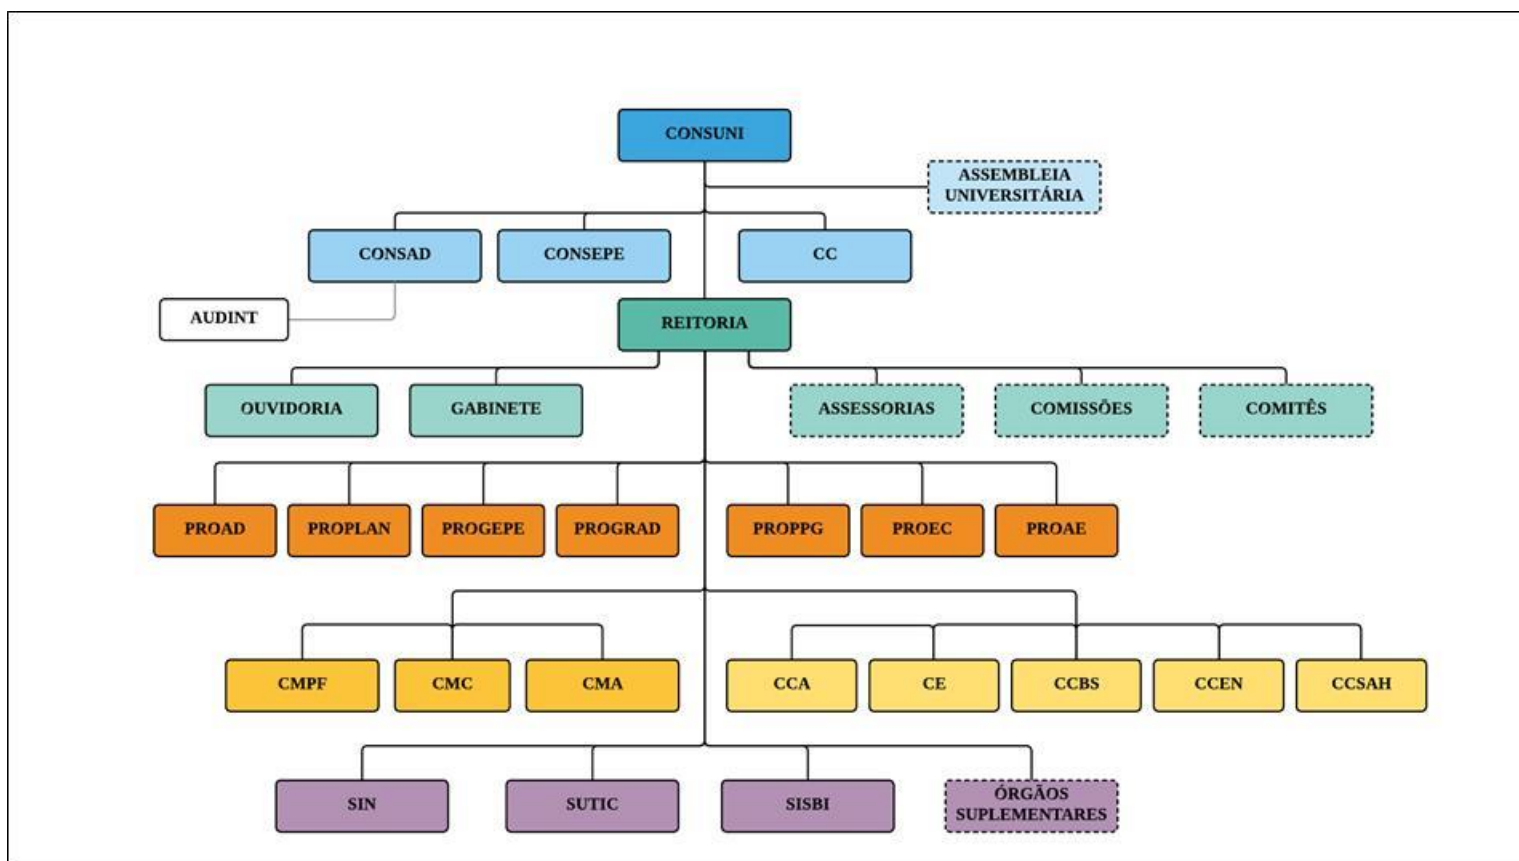 CONSUNI
ASSEMBLEIA
UNIVERSITÁRIA
CONSAD
CONSEPE
CC
AUDINT
REITORIA
OUVIDORIA
GABINETE
ASSESSORIAS
COMISSÕES
COMITÊS
PROAD
PROPLAN
PROGEPE
PROGRAD
PROPPG
PROEC
PROAE
CMPF
CMC
CMA
CCA
CE
CCBS
CCEN
CCSAH
SIN
SUTIC
SISBI
ÓRGÃOS
SUPLEMENTARES